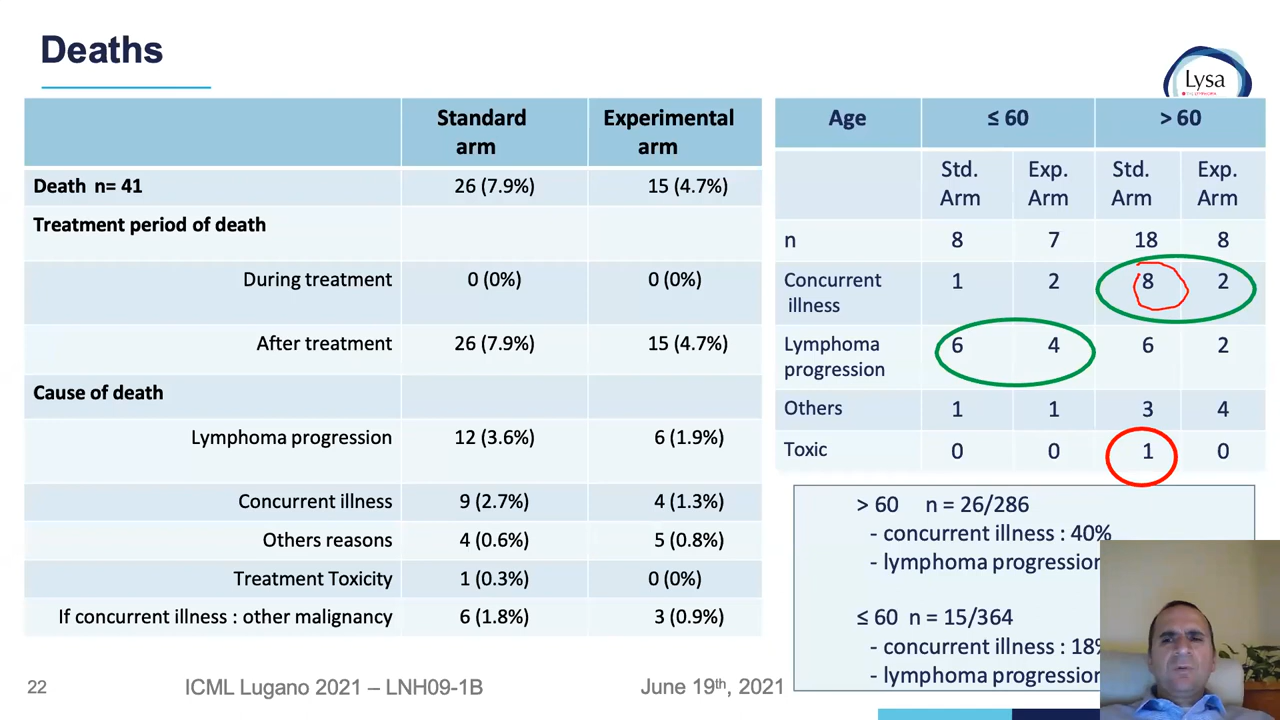 Deaths
Lysa
Standard arm Experimental arm
Death n= 41 26 (7.9%) 15 (4.7%)
Treatment period of death
During treatment 0 (0%) 0 (0%)
After treatment 26 (7.9%) 15 (4.7%)
Cause of death
Lymphoma progression 12 (3.6%) 6 (1.9%)
Concurrent illness 9 (2.7%) 4 (1.3%)
Others reasons 4 (0.6%) 5 (0.8%)
Treatment Toxicity 1 (0.3%) 0 (0%)
If concurrent illness : other malignancy 6 (1.8%) 3 (0.9%)
Age ≤ 60 > 60
Std. Arm Exp. Arm Std. Arm Exp. Arm
n 8 7 18 8
Concurrent illness 1 2 8 2
Lymphoma progression 6 4 6 2
Others 1 1 3 4
Toxic 0 0 1 0
> 60 n = 26/286
- concurrent illness : 40%
- lymphoma progression
≤ 60 n = 15/364
- concurrent illness : 18%
- lymphoma progression
22 ICML Lugano 2021 – LNH09-1B June 19th, 2021